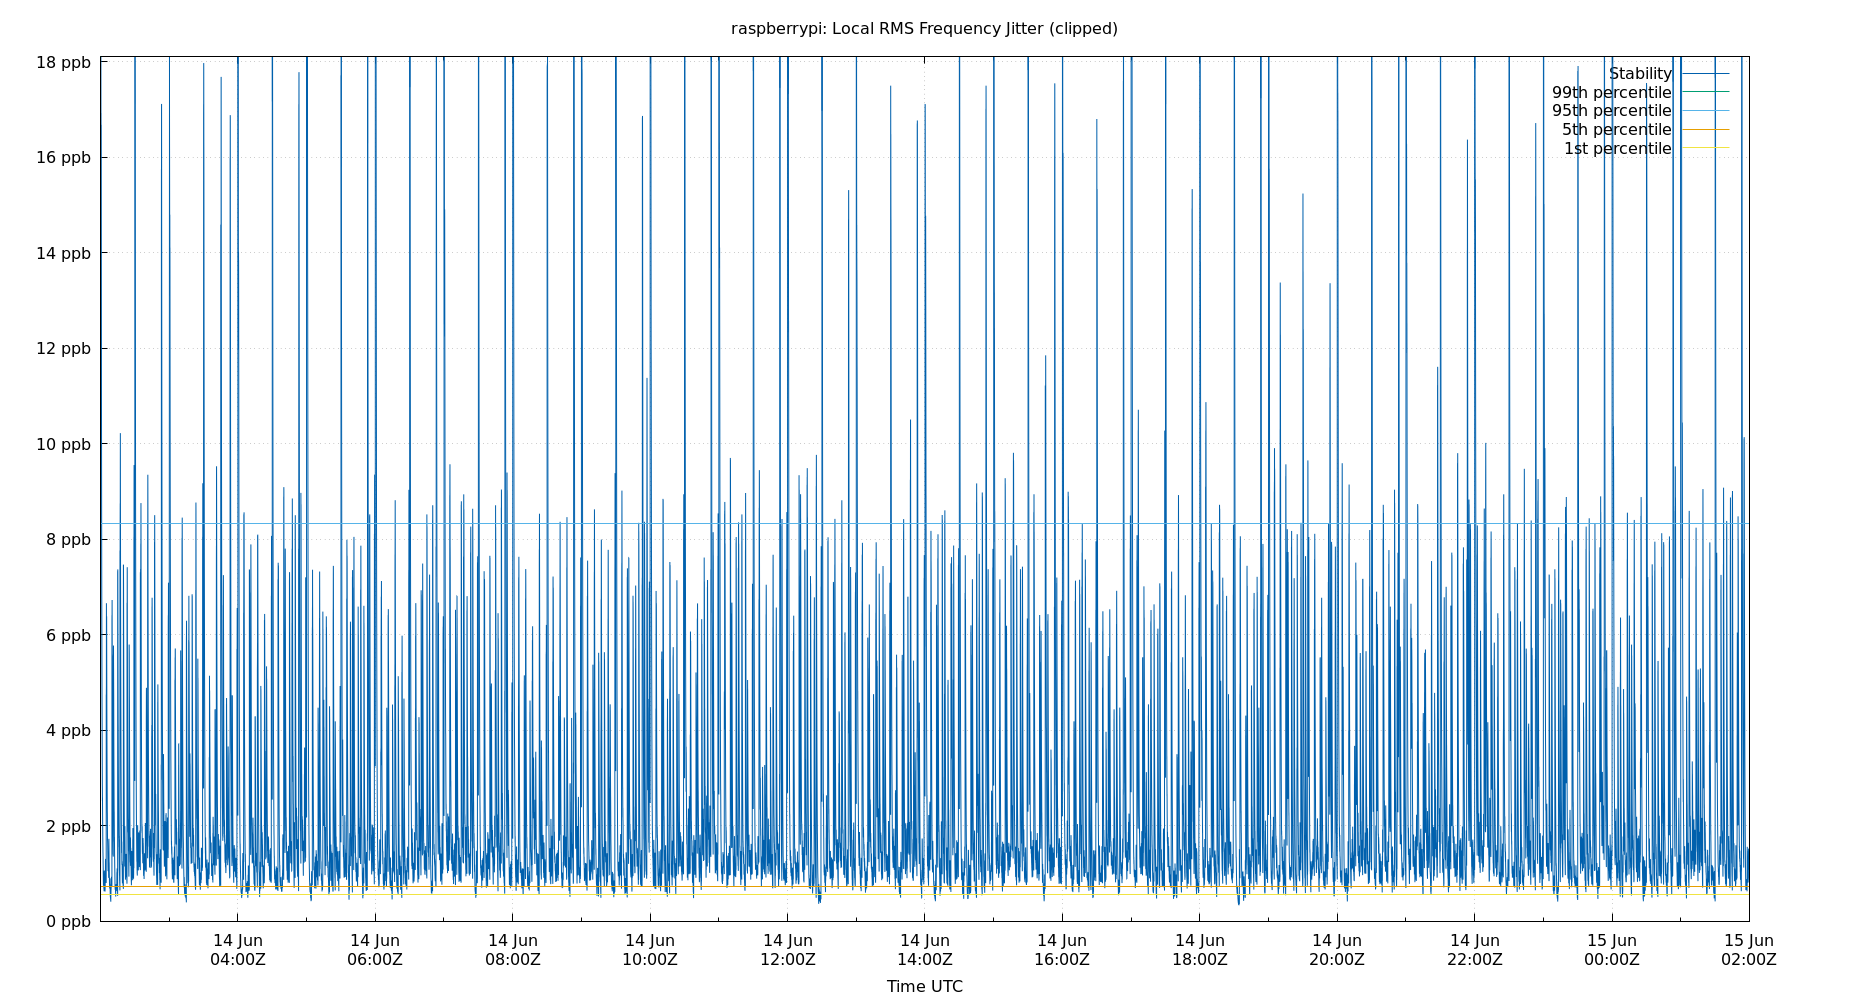 raspberrypi: Local RMS Frequency Jitter (clipped)
18 ppb
16 ppb
14 ppb
12 ppb
10 ppb
8 ppb
6 ppb
4 ppb
2 ppb
0 ppb
Stability
99th percentile
95th percentile
5th percentile
1st percentile
14 Jun 14 Jun 14 Jun 14 Jun 14 Jun 14 Jun 14 Jun 14 Jun 14 Jun 14 Jun 15 Jun 15 Jun
04:00Z 06:00Z 08:00Z 10:00Z 12:00Z 14:00Z 16:00Z 18:00Z 20:00Z 22:00Z 00:00Z 02:00Z
Time UTC